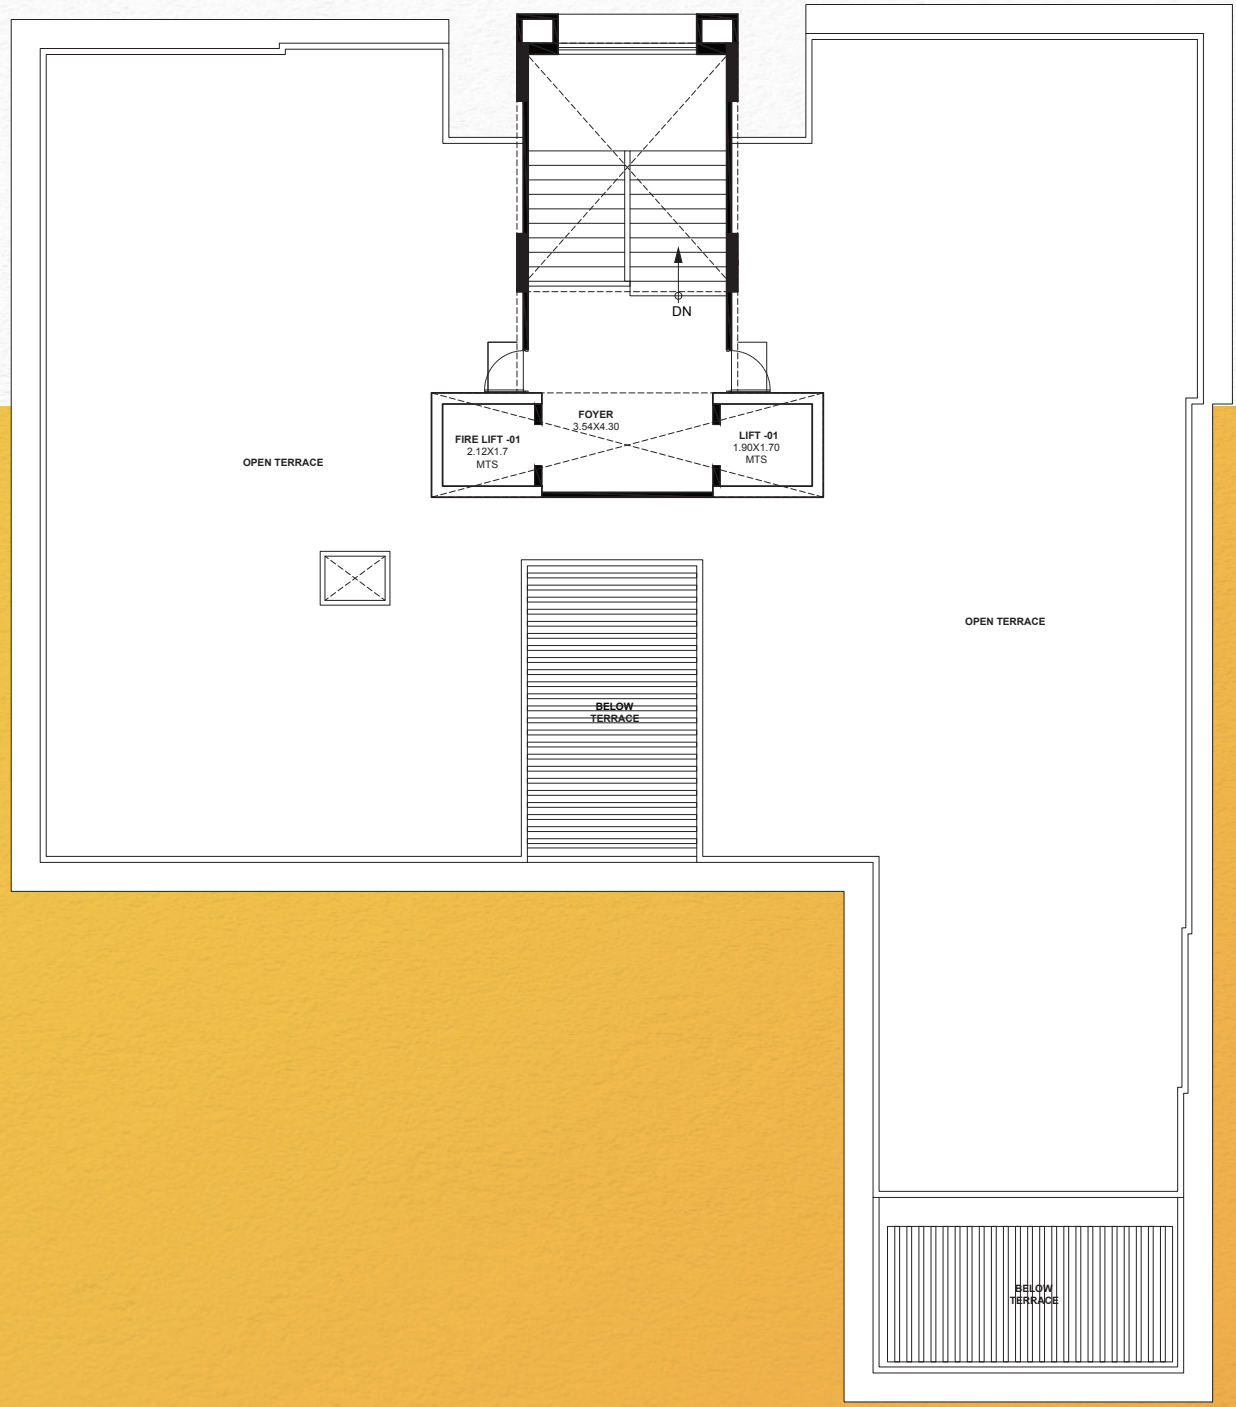 DN
FOYER
3.54X4.30
FIRE LIFT -01
2.12X1.7
MTS
LIFT -01
1.90X1.70
MTS
OPEN TERRACE
OPEN TERRACE
BELOW
TERRACE
BELOW
TERRACE